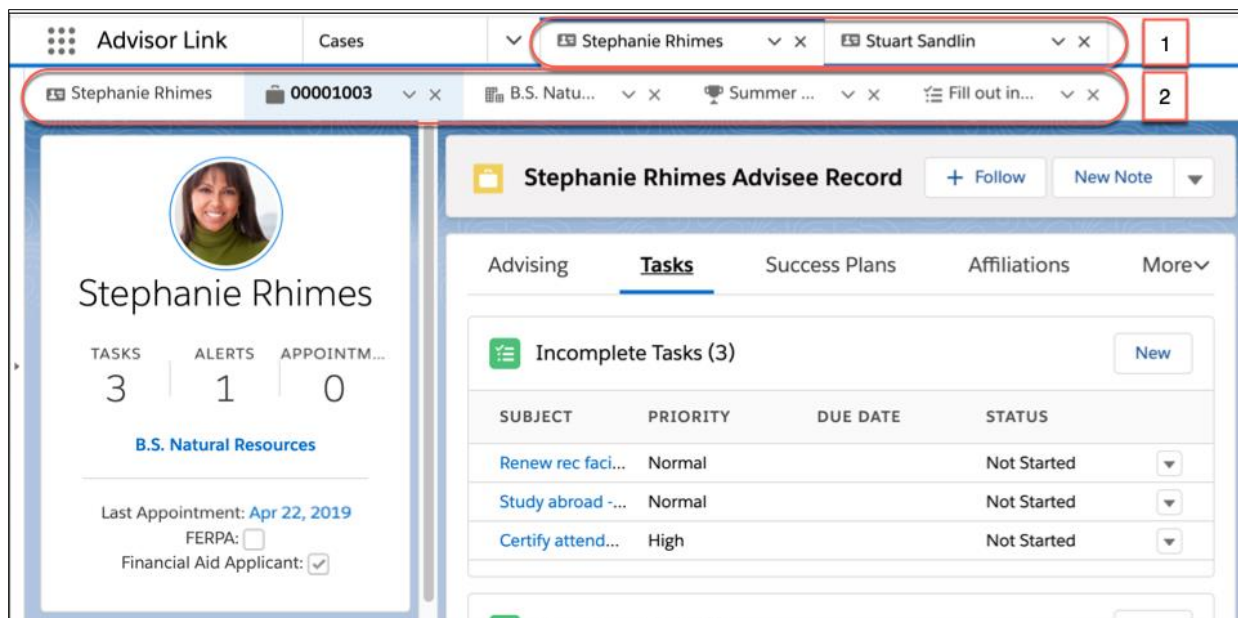 Advisor Link Cases Stephanie Rhimes Stuart Sandlin 1
Stephanie Rhimes 00001003 B.S. Natu... Summer ... Fill out in... 2
Stephanie Rhimes Advisee Record + Follow New Note
Advising Tasks Success Plans Affiliations More
Stephanie Rhimes
TASKS ALERTS APPOINTM...
3 1 0
B.S. Natural Resources
Last Appointment: Apr 22, 2019
FERPA:
Financial Aid Applicant:
Incomplete Tasks (3) New
SUBJECT PRIORITY DUE DATE STATUS
Renew rec faci... Normal Not Started
Study abroad -... Normal Not Started
Certify attend... High Not Started